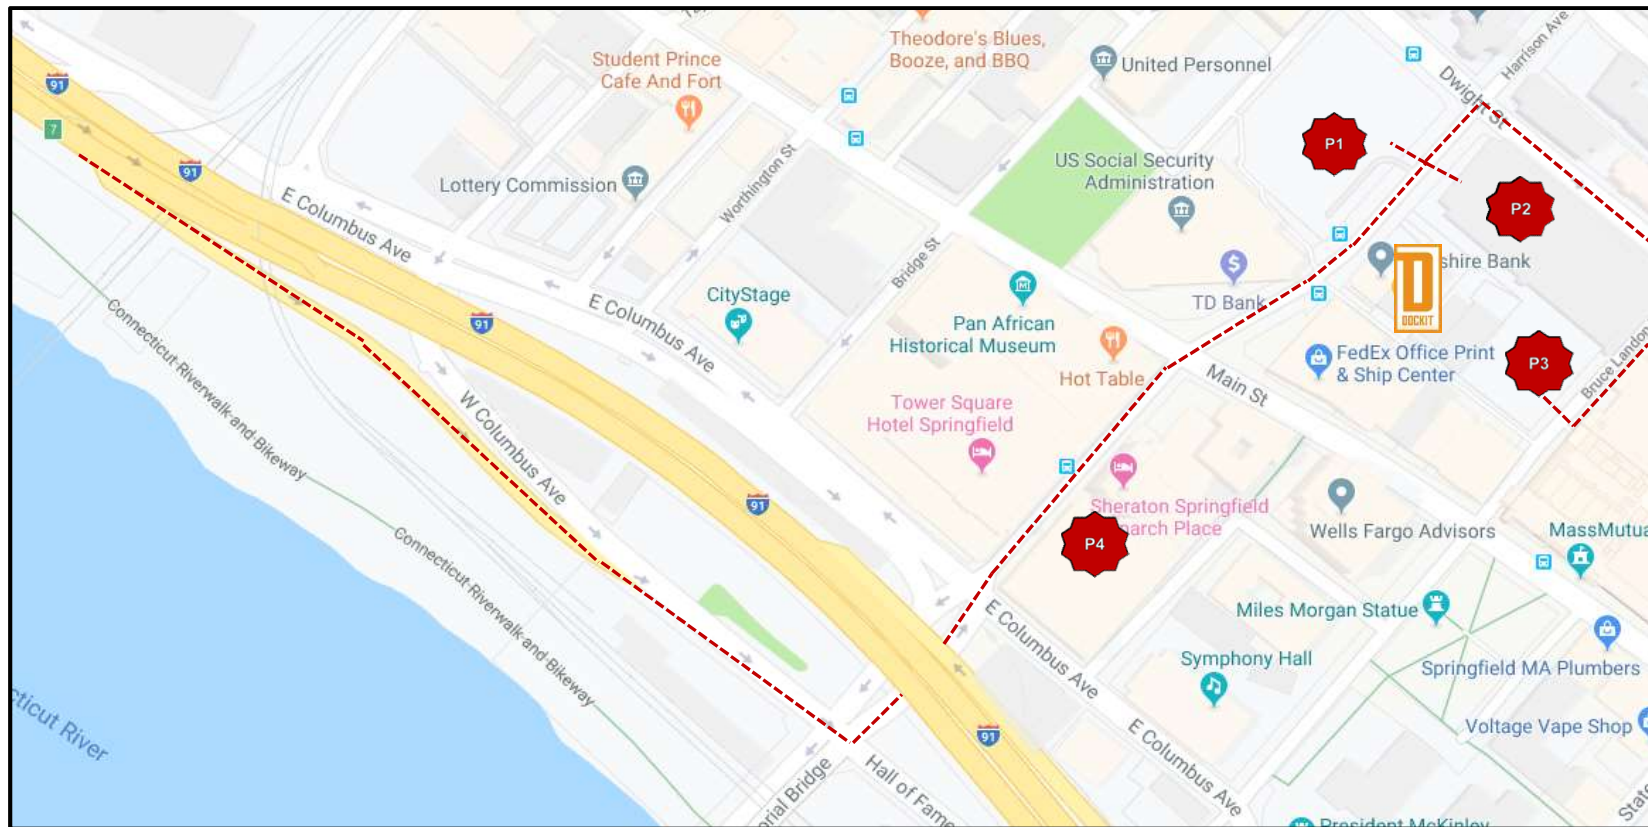 Theodore's Blues,
Booze, and BBQ
Student Prince
Cafe And Fort
United Personnel
Harrison Ave
Dwight St
91
7
91
P1
US Social Security
Administration
Lottery Commission
Worthington St
E Columbus Ave
P2
Bridge St
shire Bank
TD Bank
D
DOCKIT
CityStage
E Columbus Ave
91
Pan African
Historical Museum
Hot Table
Main St
FedEx Office Print
& Ship Center
P3
Bruce Landon
Connecticut Riverwalk and Bikeway
W Columbus Ave
Tower Square
Hotel Springfield
Sheraton Springfield
arch Place
P4
91
Wells Fargo Advisors
MassMutua
Connecticut Riverwalk and Bikeway
E Columbus Ave
Miles Morgan Statue
Symphony Hall
Springfield MA Plumbers
Voltage Vape Shop
cticut River
91
E Columbus Ave
orial Bridge
Hall of Fame
State
President McKinley